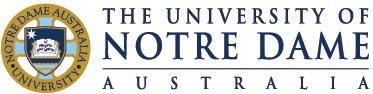 NOTRE DAME AUSTRALIA
UNIVERSITY
THE UNIVERSITY OF
NOTRE DAME
AUSTRALIA